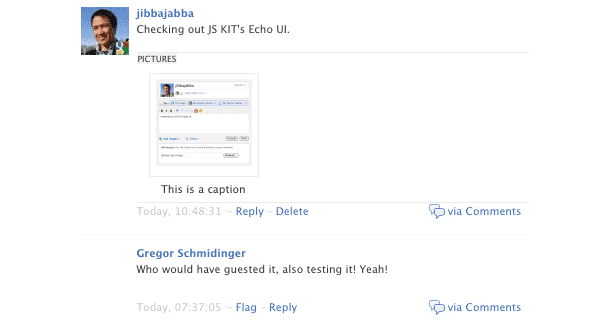 jibbajabba
Checking out JS KIT's Echo UI.
PICTURES
jibbajabba
This is a caption
Today, 10:48:31 – Reply – Delete
via Comments
Gregor Schmidinger
Who would have guested it, also testing it! Yeah!
Today, 07:37:05 – Flag – Reply
via Comments